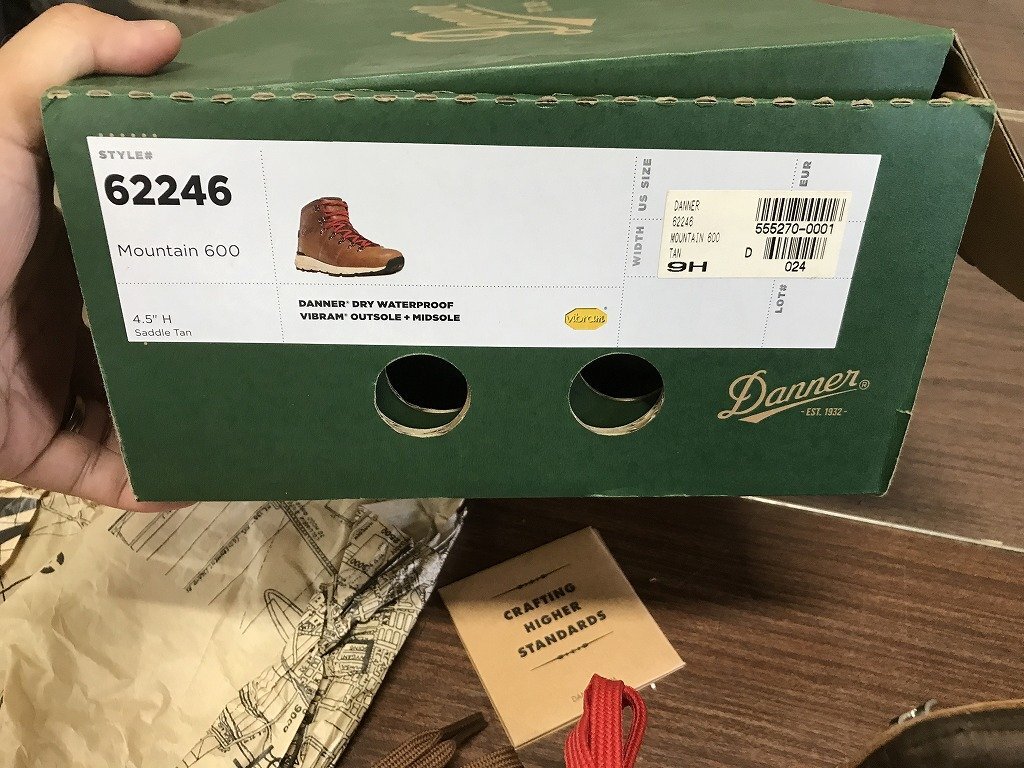 STYLE#
62246
Mountain 600
4.5" H
Saddle Tan
DANNER® DRY WATERPROOF
VIBRAM® OUTSOLE + MIDSOLE
vibram®
US SIZE
EUR
WIDTH
LOT#
DANNER
62246
MOUNTAIN 600
TAN
9H
555270-0001
D
024
Danner®
-EST. 1932-
CRAFTING
HIGHER
STANDARDS